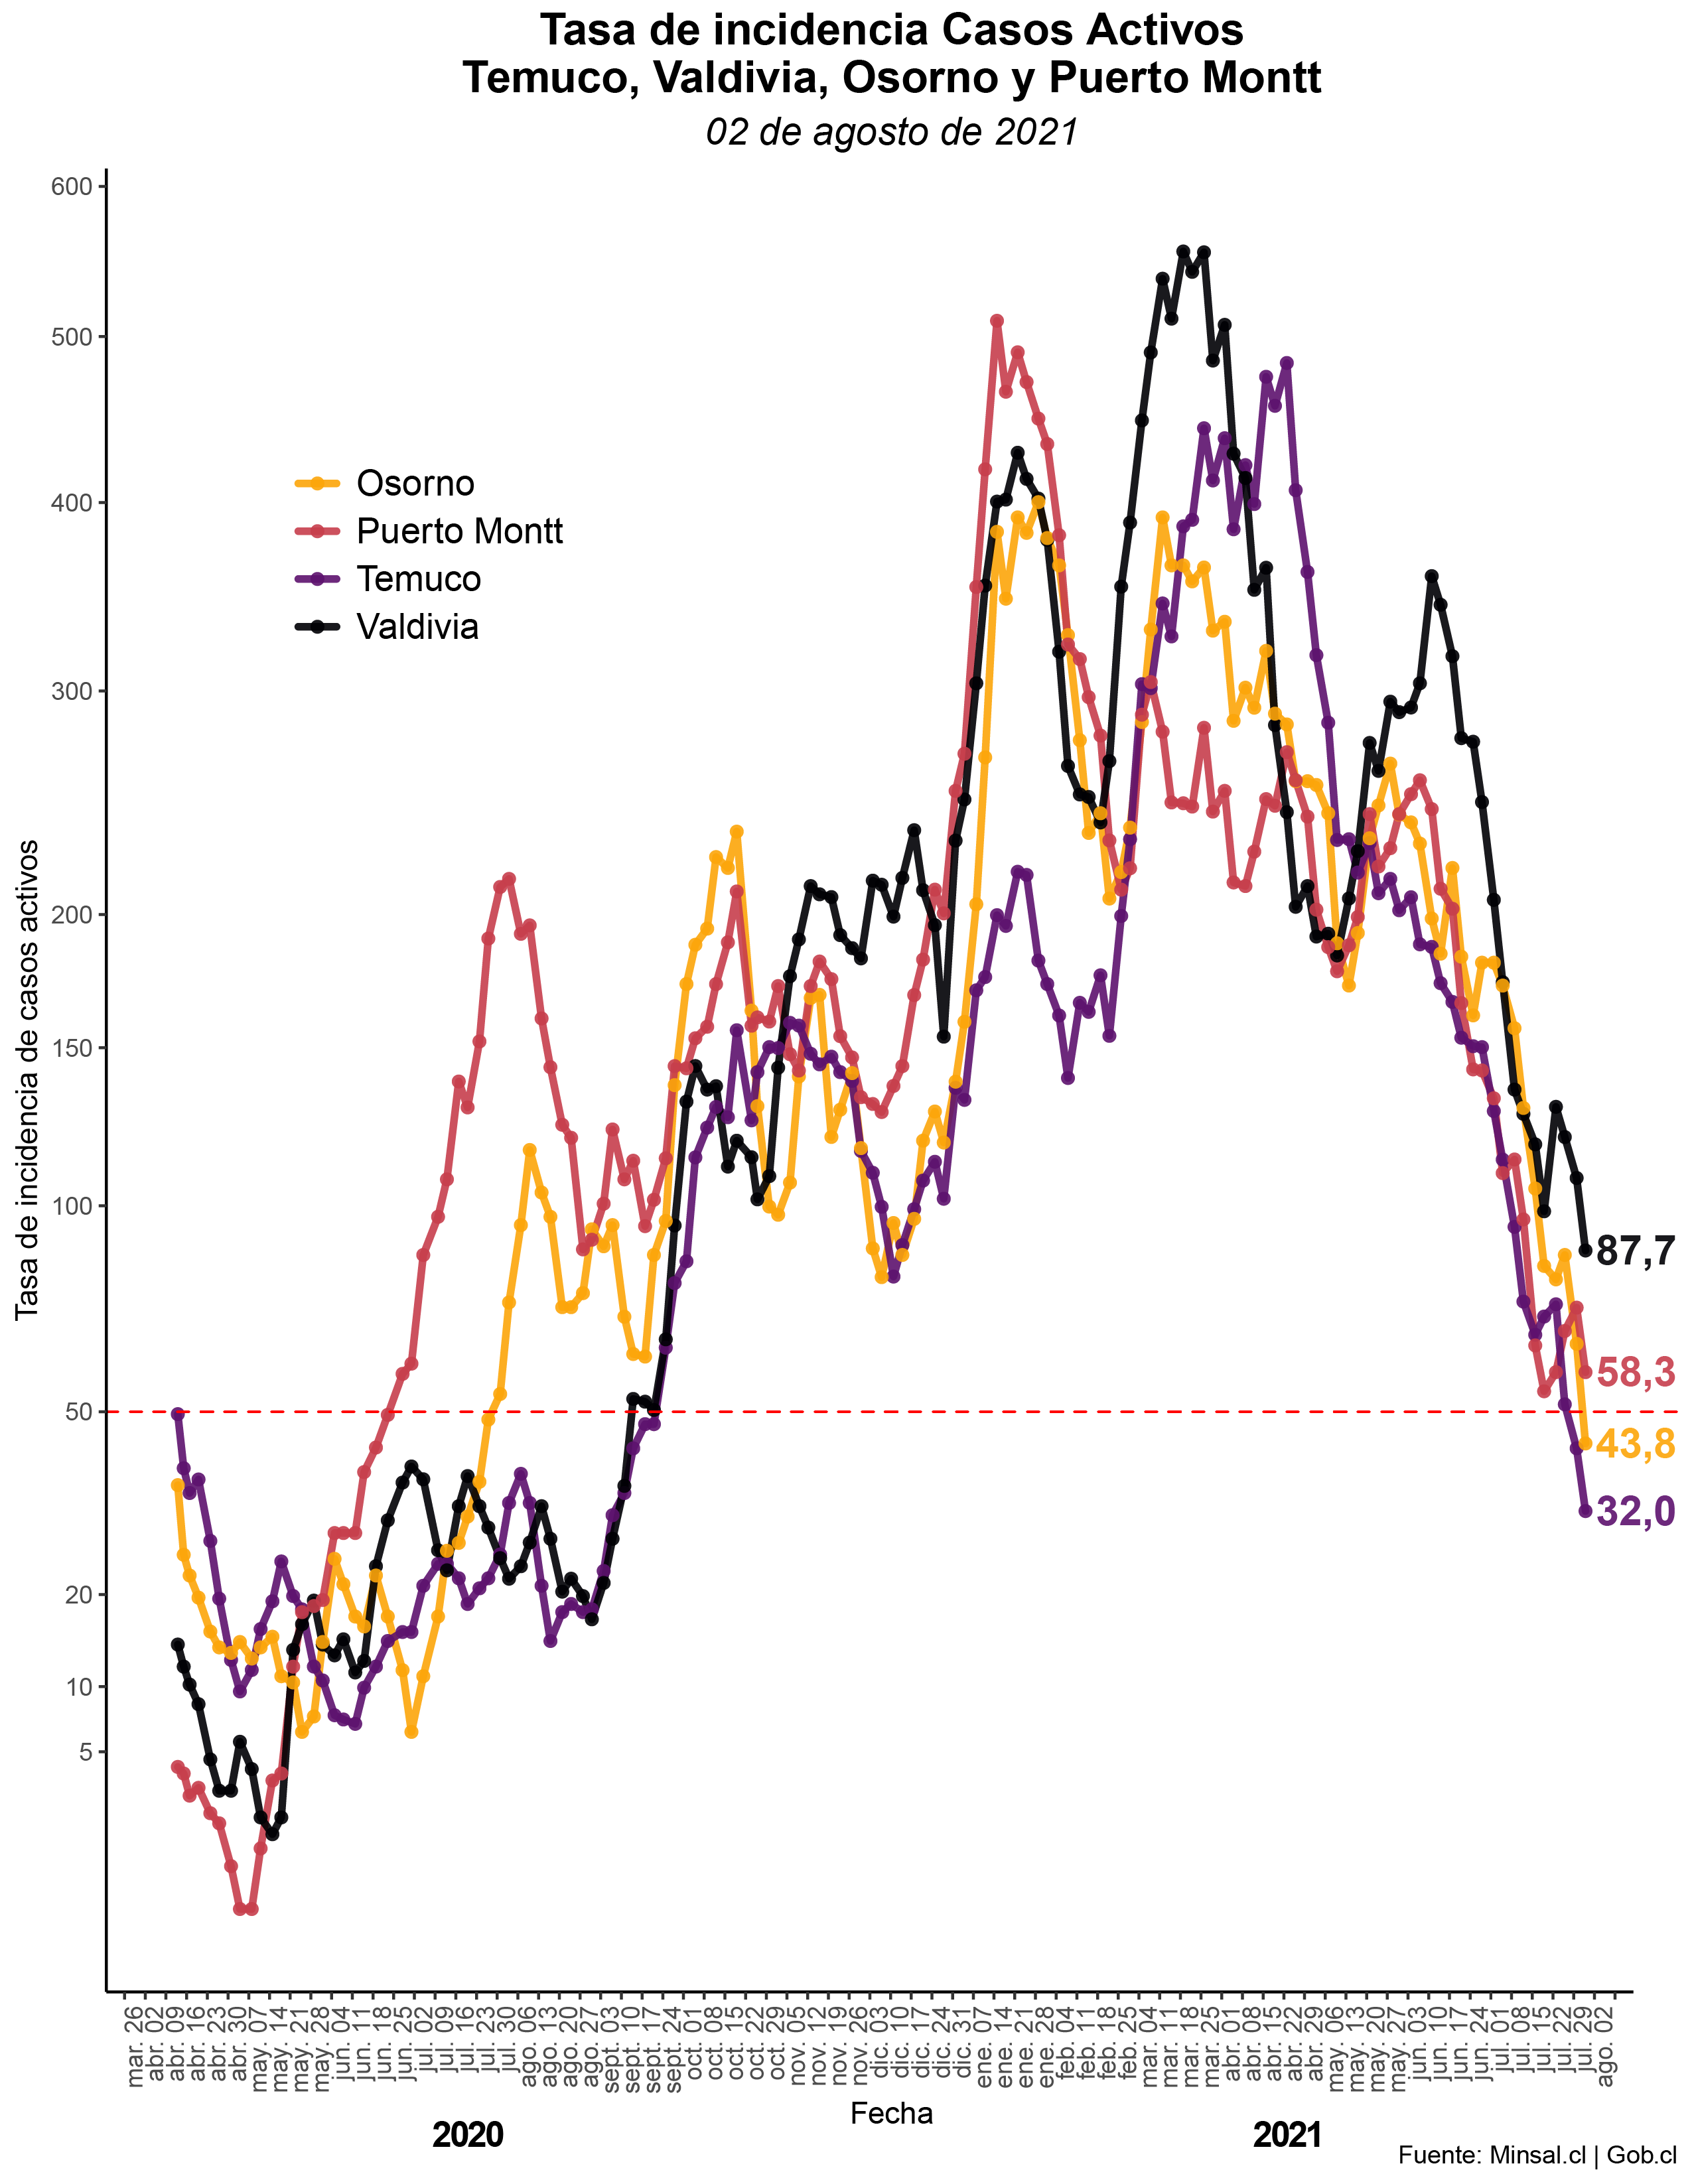 Tasa de incidencia Casos Activos
Temuco, Valdivia, Osorno y Puerto Montt
02 de agosto de 2021
Tasa de incidencia de casos activos
600
500
400
300
200
150
100
50
20
10
5
Osorno
Puerto Montt
Temuco
Valdivia
87,7
58,3
43,8
32,0
mar. 26
abr. 02
abr. 09
abr. 16
abr. 23
abr. 30
may. 07
may. 14
may. 21
may. 28
jun. 04
jun. 11
jun. 18
jun. 25
jul. 02
jul. 09
jul. 16
jul. 23
jul. 30
ago. 06
ago. 13
ago. 20
ago. 27
sept. 03
sept. 10
sept. 17
sept. 24
oct. 01
oct. 08
oct. 15
oct. 22
oct. 29
nov. 05
nov. 12
nov. 19
nov. 26
dic. 03
dic. 10
dic. 17
dic. 24
dic. 31
ene. 07
ene. 14
ene. 21
ene. 28
feb. 04
feb. 11
feb. 18
feb. 25
mar. 04
mar. 11
mar. 18
mar. 25
abr. 01
abr. 08
abr. 15
abr. 22
abr. 29
may. 06
may. 13
may. 20
may. 27
jun. 03
jun. 10
jun. 17
jun. 24
jul. 01
jul. 08
jul. 15
jul. 22
jul. 29
ago. 02
Fecha
2020
2021
Fuente: Minsal.cl | Gob.cl